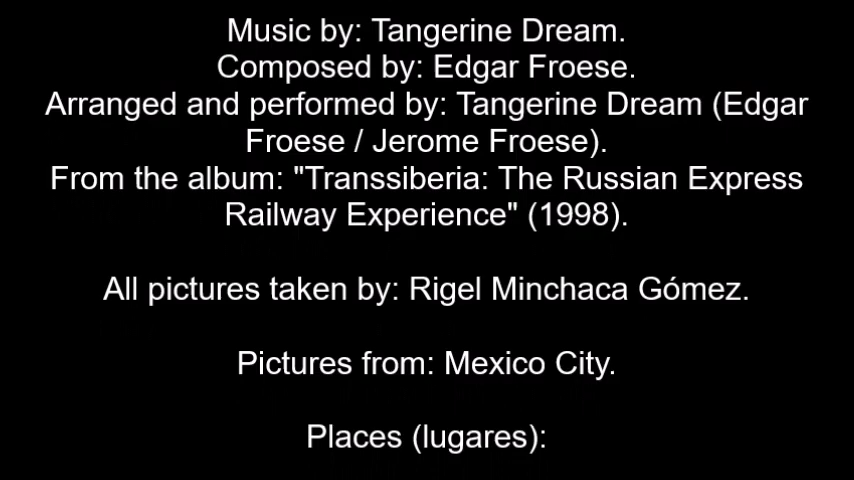 Music by: Tangerine Dream.
Composed by: Edgar Froese.
Arranged and performed by: Tangerine Dream (Edgar
Froese / Jerome Froese).
From the album: "Transsiberia: The Russian Express
Railway Experience" (1998).
All pictures taken by: Rigel Minchaca Gómez.
Pictures from: Mexico City.
Places (lugares):